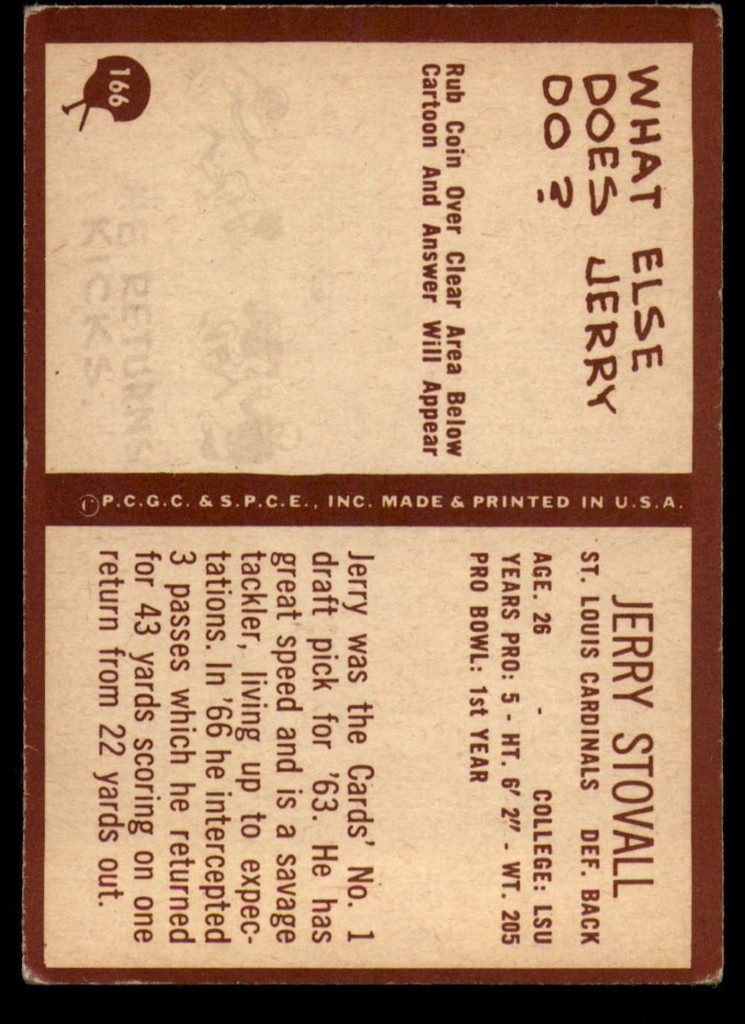 WHAT ELSE
DOES JERRY
DO?
Rub Coin Over Clear Area Below
Cartoon And Answer Will Appear
HE RETURNS
KICKS.
166
©P.C.G.C. & S.P.C.E., INC. MADE & PRINTED IN U.S.A.
JERRY STOVALL
ST. LOUIS CARDINALS DEF. BACK
AGE. 26 - COLLEGE: LSU
YEARS PRO: 5 - HT. 6' 2" - WT. 205
PRO BOWL: 1st YEAR
Jerry was the Cards' No. 1
draft pick for '63. He has
great speed and is a savage
tackler, living up to expec-
tations. In '66 he intercepted
3 passes which he returned
for 43 yards scoring on one
return from 22 yards out.